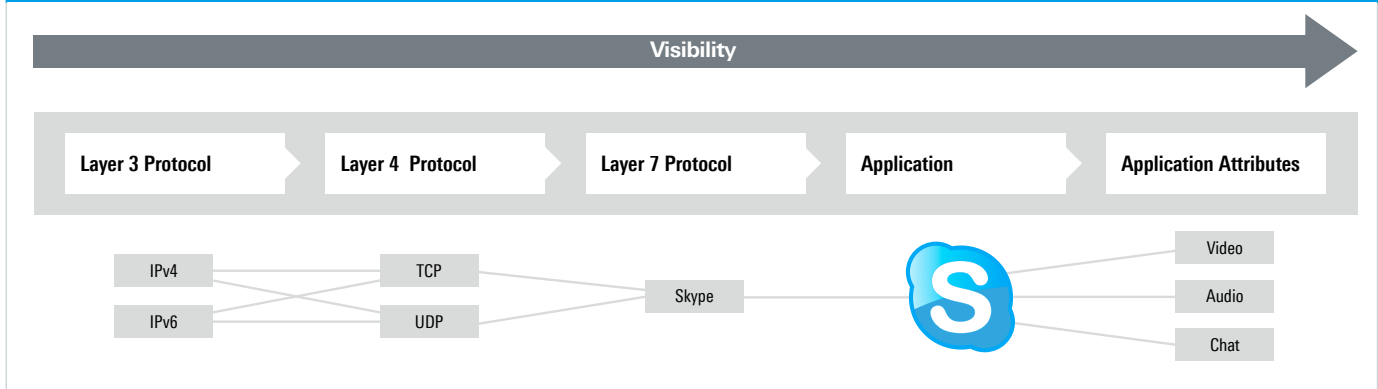 Visibility
Layer 3 Protocol
Layer 4 Protocol
Layer 7 Protocol
Application
Application Attributes
IPv4
IPv6
TCP
UDP
Skype
S
Video
Audio
Chat